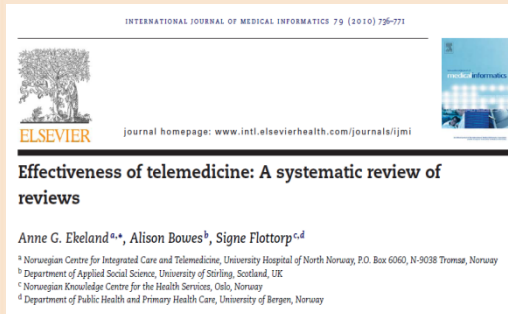 INTERNATIONAL JOURNAL OF MEDICAL INFORMATICS 79 (2010) 736–771
medical informatics
ELSEVIER
journal homepage: www.intl.elsevierhealth.com/journals/ijmi
Effectiveness of telemedicine: A systematic review of
reviews
Anne G. Ekeland a,*, Alison Bowes b, Signe Flottorp c,d
a Norwegian Centre for Integrated Care and Telemedicine, University Hospital of North Norway, P.O. Box 6060, N-9038 Tromsø, Norway
b Department of Applied Social Science, University of Stirling, Scotland, UK
c Norwegian Knowledge Centre for the Health Services, Oslo, Norway
d Department of Public Health and Primary Health Care, University of Bergen, Norway